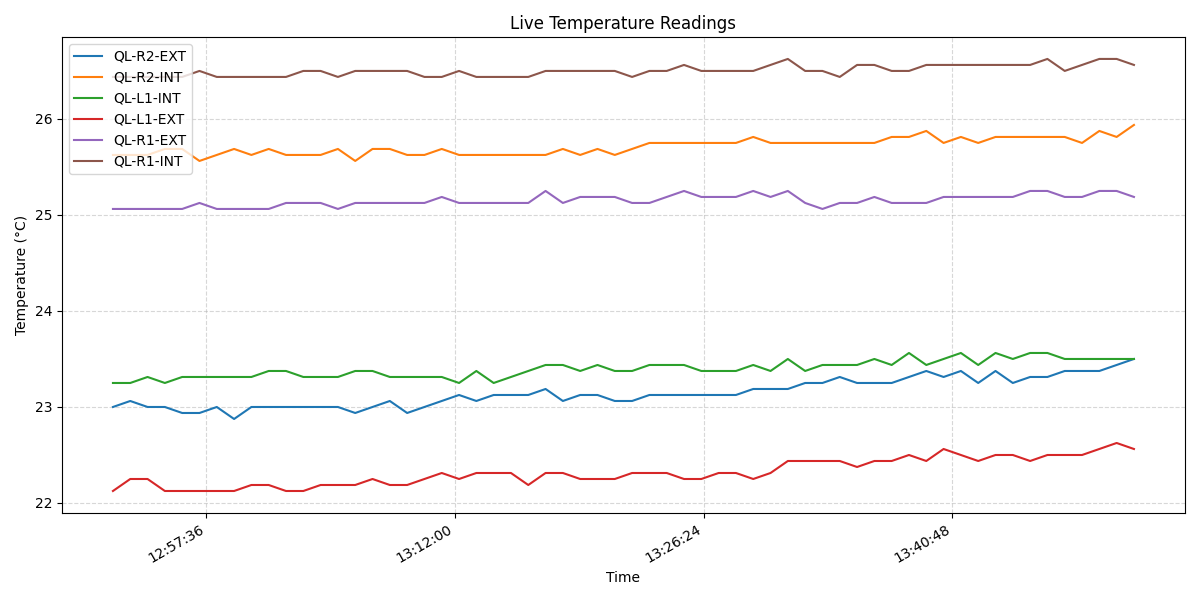 Live Temperature Readings
QL-R2-EXT
QL-R2-INT
QL-L1-INT
QL-L1-EXT
QL-R1-EXT
QL-R1-INT
26
25
24
23
22
Temperature (°C)
12:57:36
13:12:00
13:26:24
13:40:48
Time